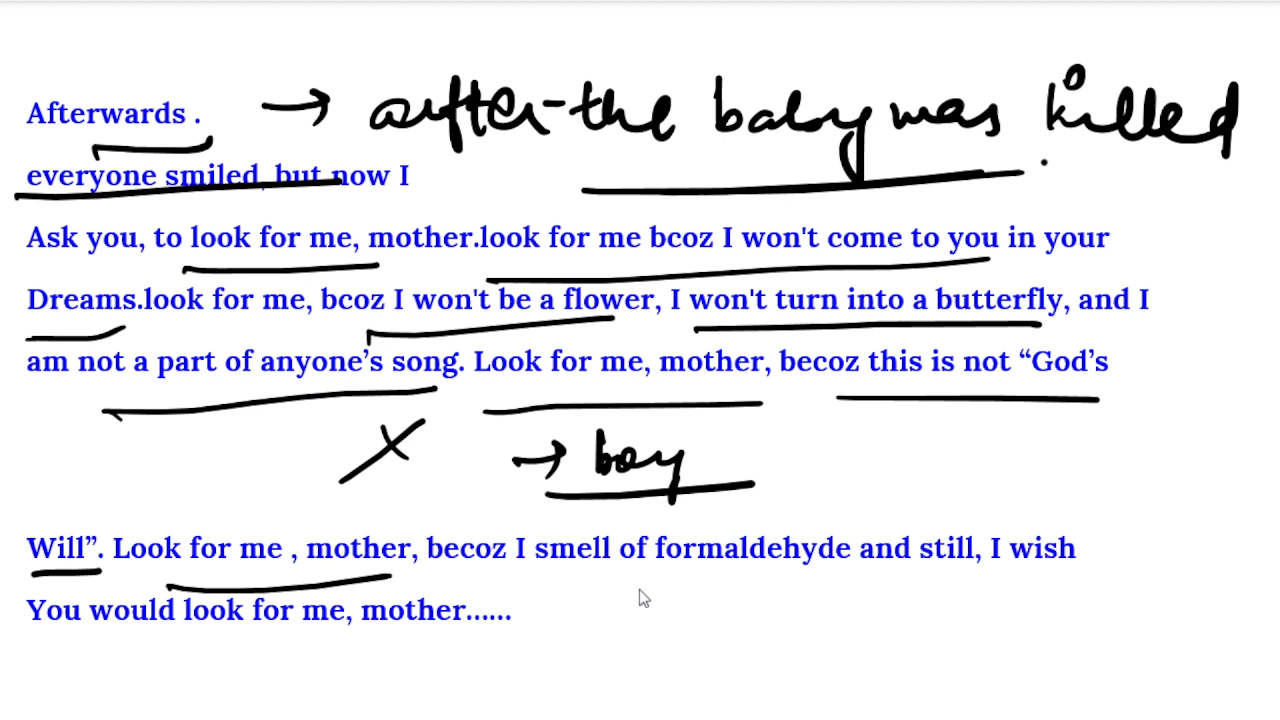 Afterwards . → after the baby was killed
everyone smiled, but now I
Ask you, to look for me, mother.look for me bcoz I won't come to you in your
Dreams.look for me, bcoz I won't be a flower, I won't turn into a butterfly, and I
am not a part of anyone’s song. Look for me, mother, becoz this is not “God’s
→ boy
Will”. Look for me , mother, becoz I smell of formaldehyde and still, I wish
You would look for me, mother......